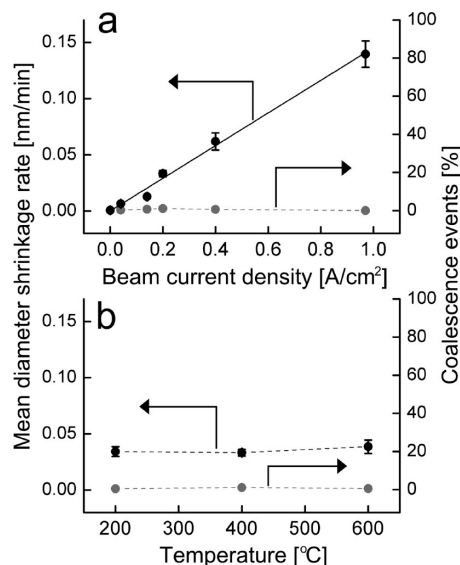 a
0.15
0.10
0.05
0.00
100
80
60
40
20
0
0.0 0.2 0.4 0.6 0.8 1.0
Beam current density [A/cm²]
Mean diameter shrinkage rate [nm/min]
Coalescence events [%]
b
0.15
0.10
0.05
0.00
100
80
60
40
20
0
200 300 400 500 600
Temperature [°C]